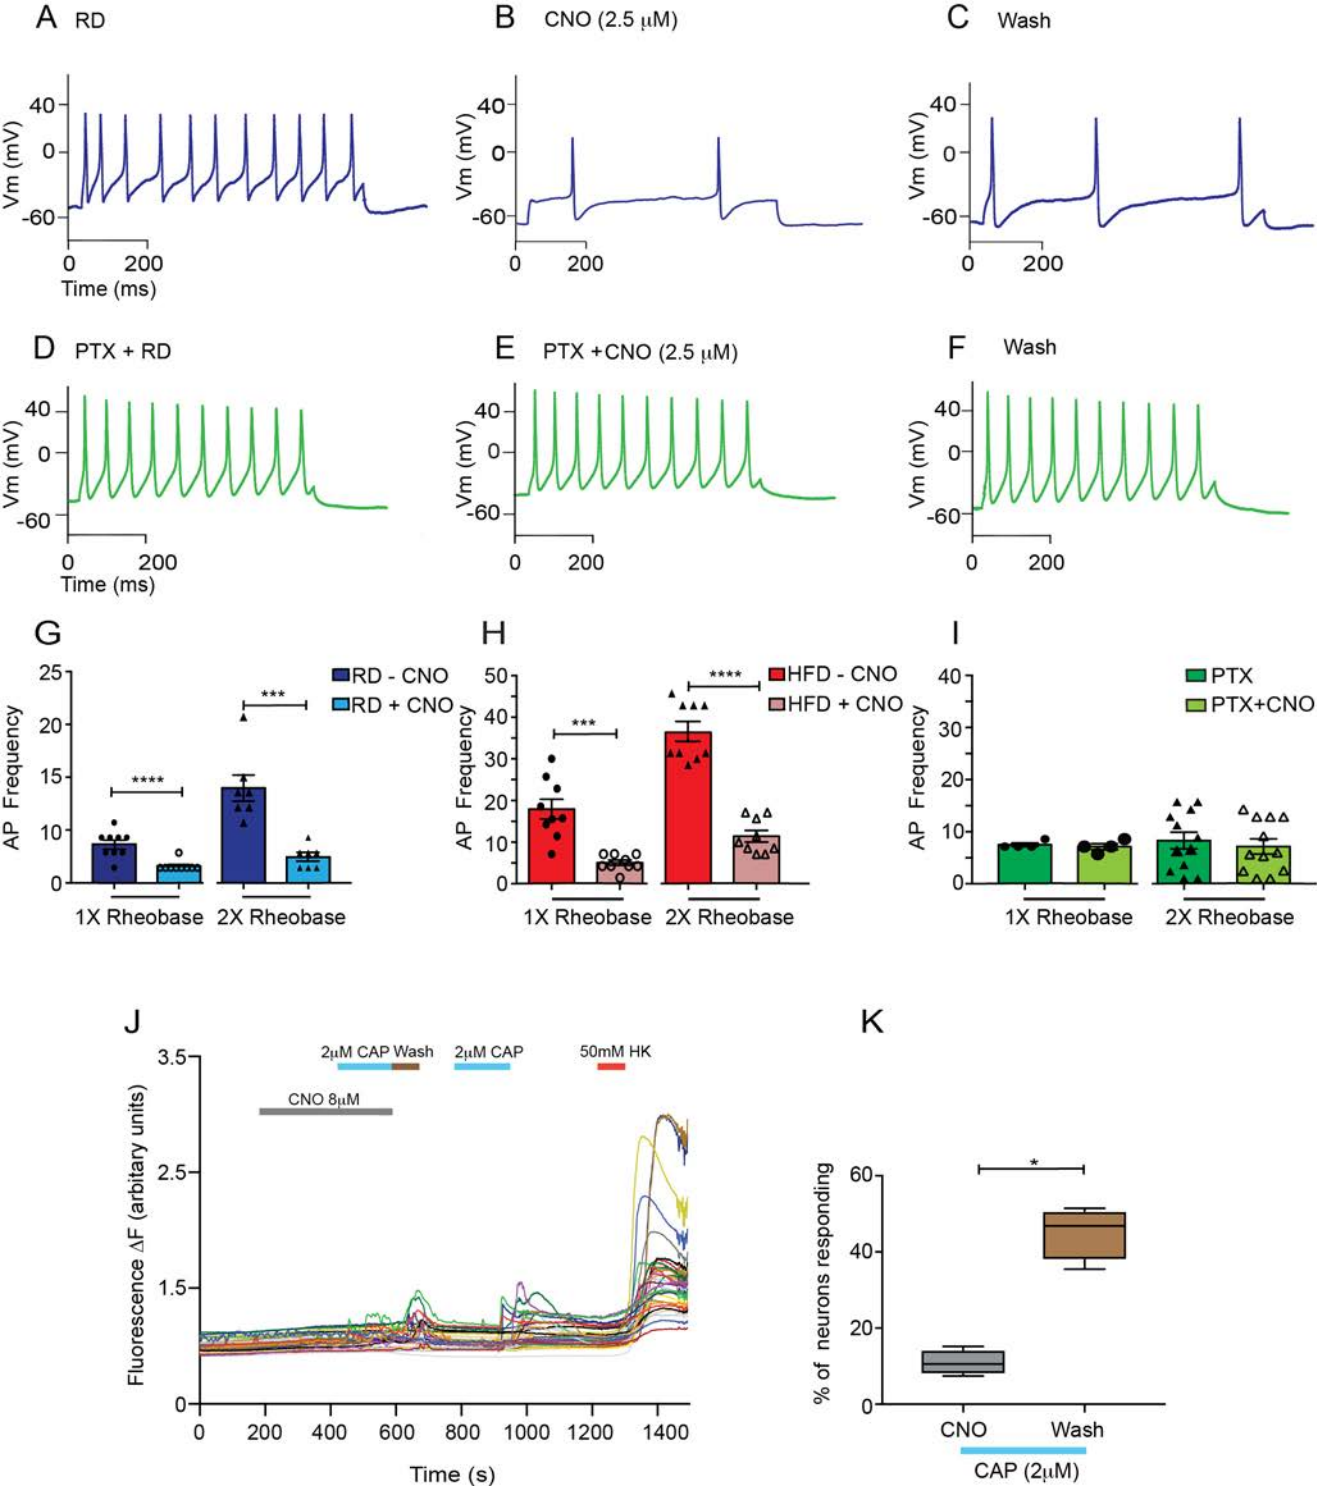 A RD
B CNO (2.5 μM)
C Wash
Vm (mV)
40
0
-60
0 200
Time (ms)
Vm (mV)
40
0
-60
0 200
Vm (mV)
40
0
-60
0 200
D PTX + RD
E PTX +CNO (2.5 μM)
F Wash
Vm (mV)
40
0
-60
0 200
Time (ms)
Vm (mV)
40
0
-60
0 200
Vm (mV)
40
0
-60
0 200
G
AP Frequency
25
20
15
10
0
**** ***
RD - CNO
RD + CNO
1X Rheobase 2X Rheobase
H
AP Frequency
50
40
30
20
10
0
*** ****
HFD - CNO
HFD + CNO
1X Rheobase 2X Rheobase
I
AP Frequency
40
30
20
10
0
PTX
PTX+CNO
1X Rheobase 2X Rheobase
J
Fluorescence ΔF (arbitary units)
3.5
2.5
1.5
0
2μM CAP Wash 2μM CAP 50mM HK
CNO 8μM
0 200 400 600 800 1000 1200 1400
Time (s)
K
% of neurons responding
60
40
20
0
*
CNO Wash
CAP (2μM)